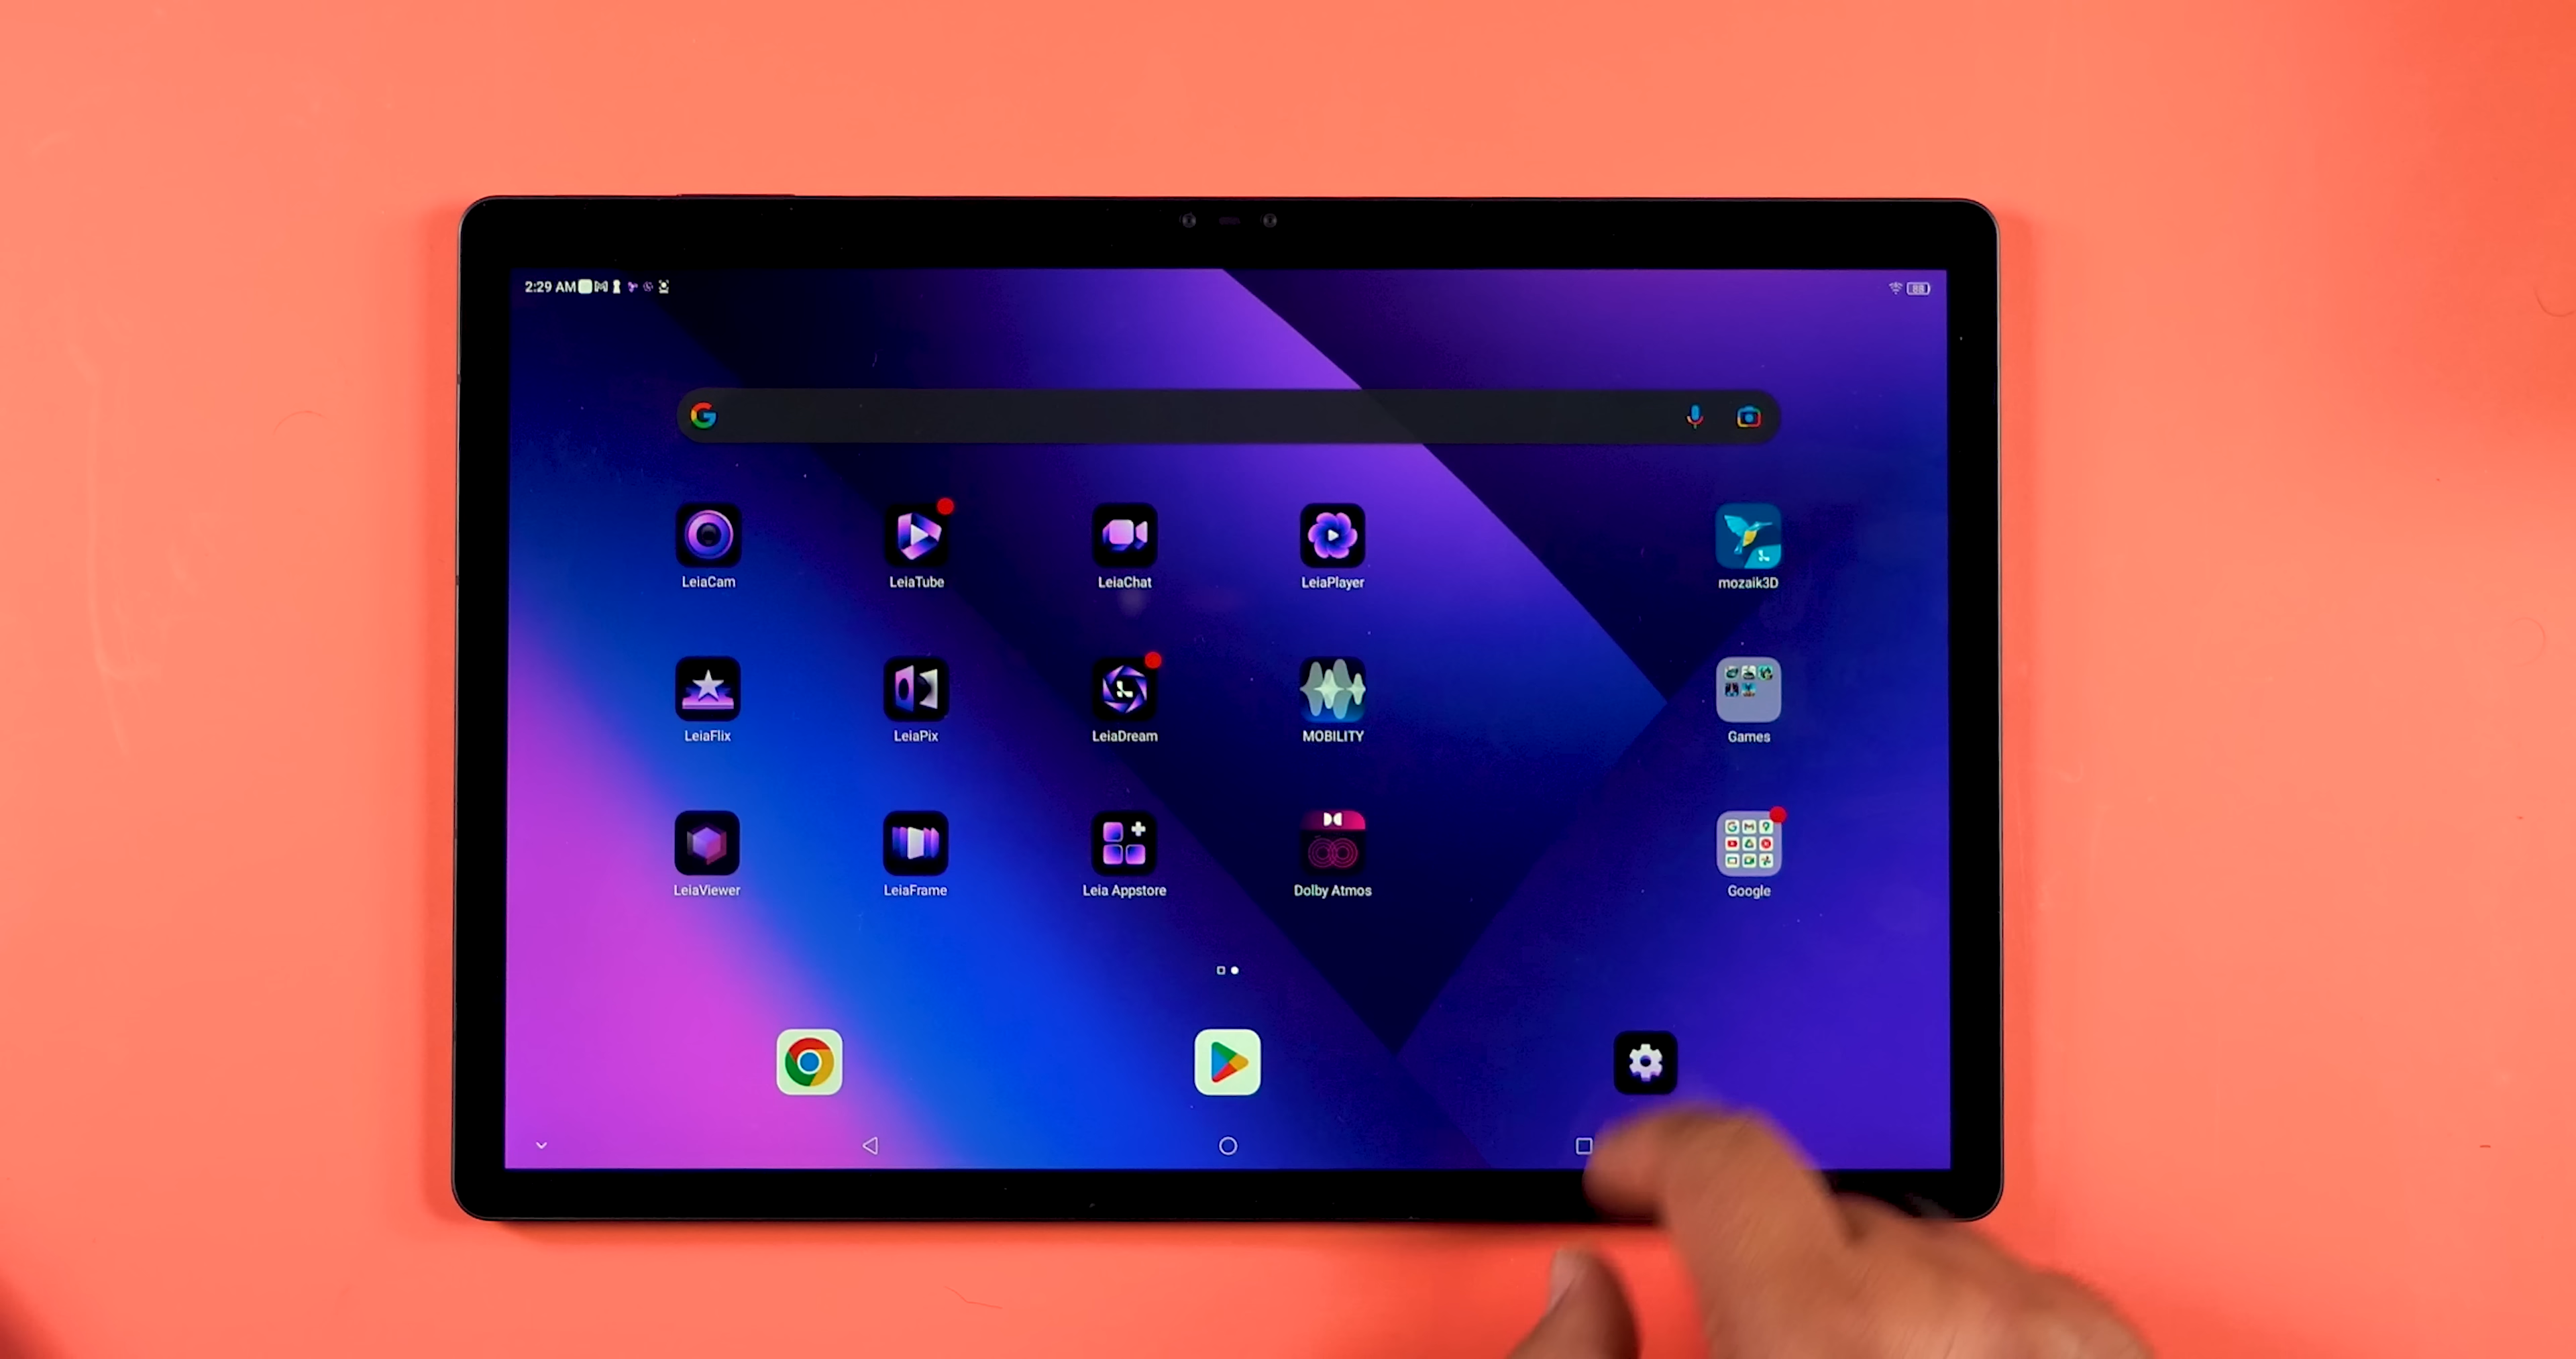 2:29 AM
LeiaCam
LeiaTube
LeiaChat
LeiaPlayer
mozaik3D
LeiaFlix
LeiaPix
LeiaDream
MOBILITY
Games
LeiaViewer
LeiaFrame
Leia Appstore
Dolby Atmos
Google